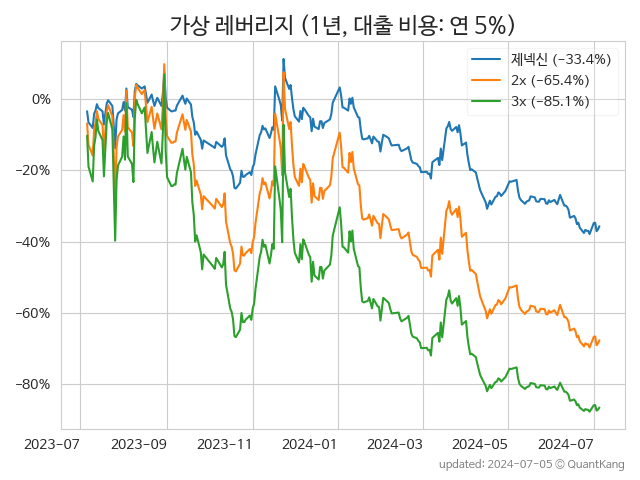 가상 레버리지 (1년, 대출 비용: 연 5%)
제넥신 (−33.4%)
2x (−65.4%)
3x (−85.1%)
0%
−20%
−40%
−60%
−80%
2023−07 2023−09 2023−11 2024−01 2024−03 2024−05 2024−07
updated: 2024-07-05 © QuantKang